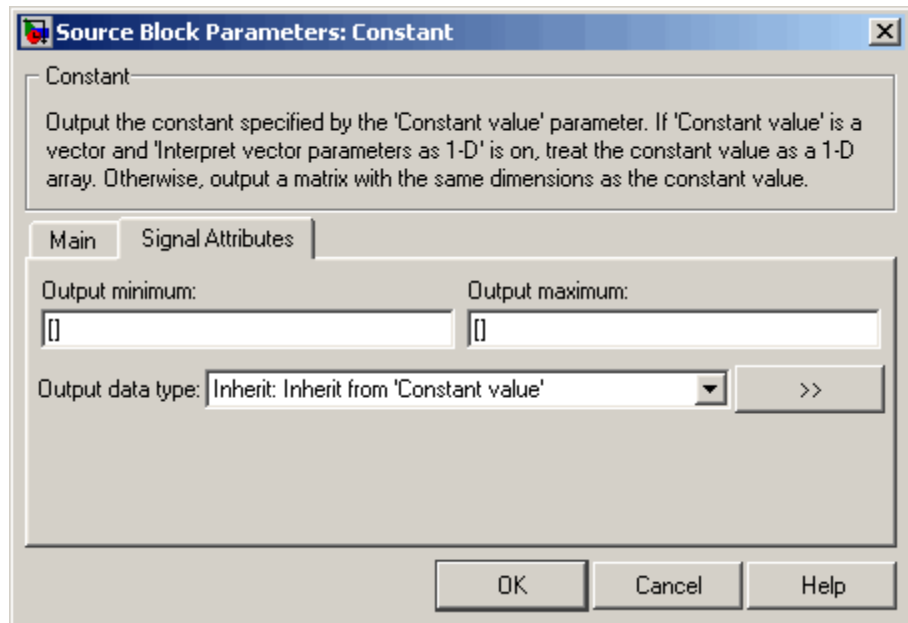 Source Block Parameters: Constant
Constant
Output the constant specified by the 'Constant value' parameter. If 'Constant value' is a
vector and 'Interpret vector parameters as 1-D' is on, treat the constant value as a 1-D
array. Otherwise, output a matrix with the same dimensions as the constant value.
Main Signal Attributes
Output minimum: Output maximum:
[] []
Output data type: Inherit: Inherit from 'Constant value' >>
OK Cancel Help